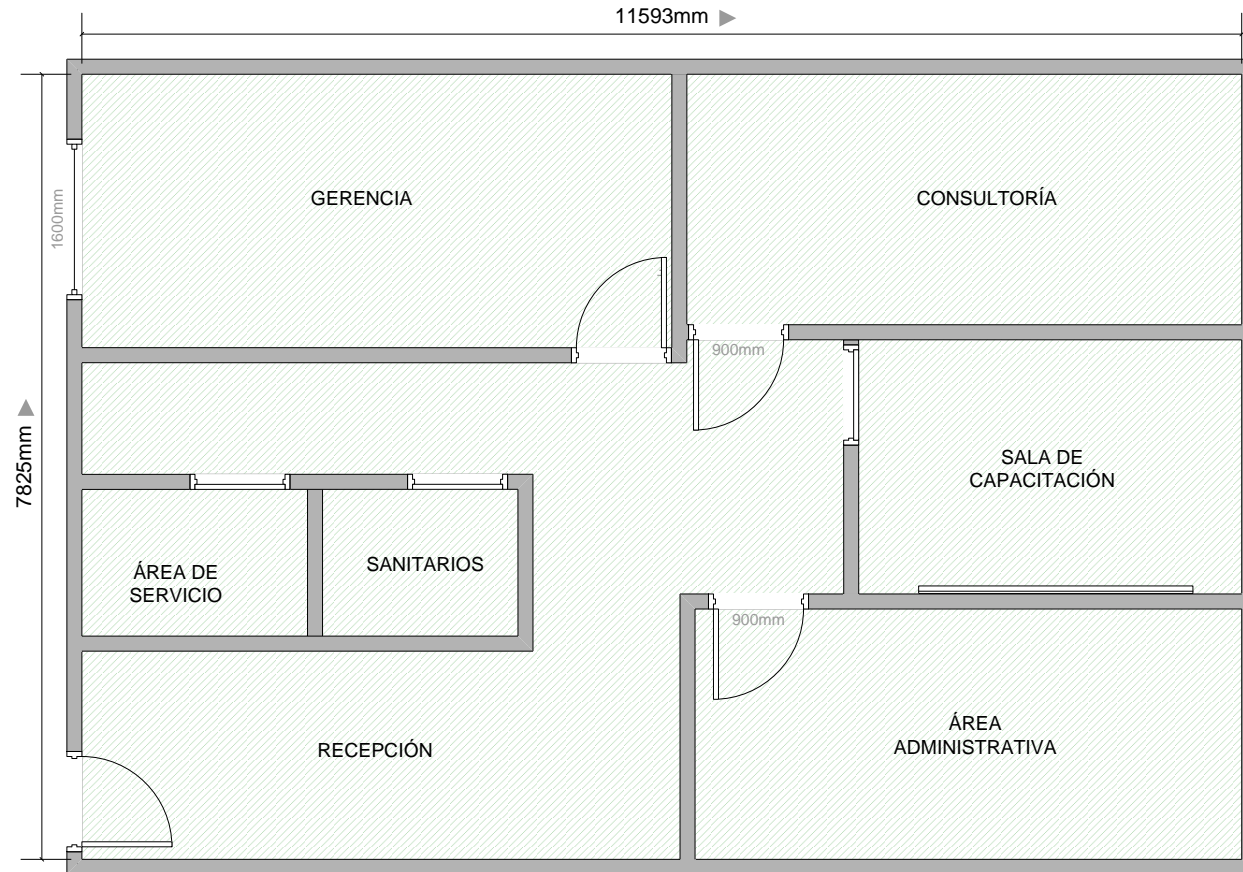 11593mm
1600mm
GERENCIA
CONSULTORÍA
900mm
7825mm
SALA DE
CAPACITACIÓN
ÁREA DE
SERVICIO
SANITARIOS
900mm
RECEPCIÓN
ÁREA
ADMINISTRATIVA